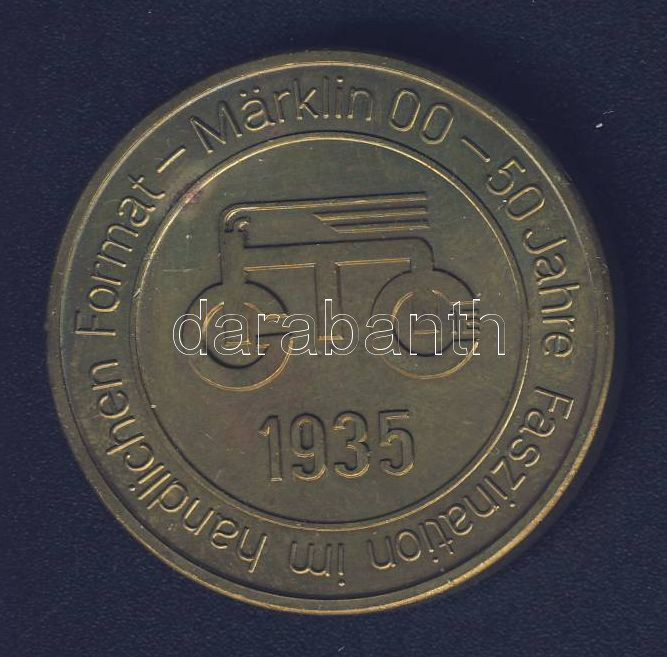 Märklin 00 – 50 Jahre Faszination im handlichen Format –
darabanth
1935